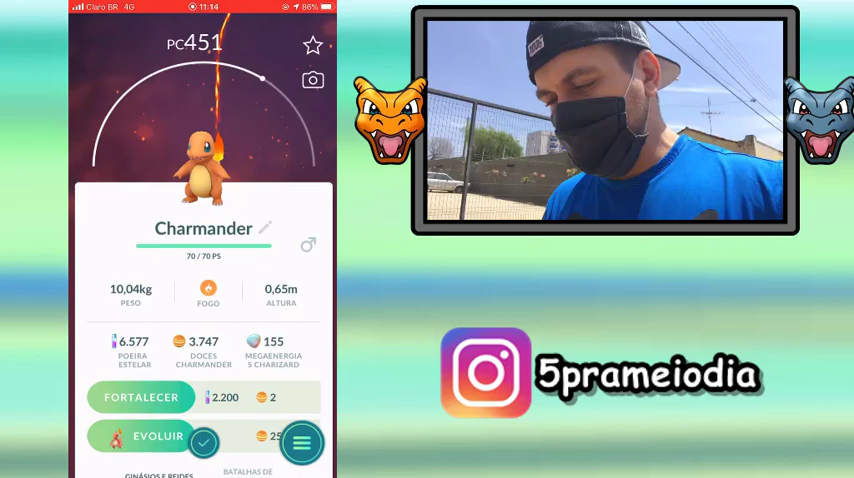 Claro BR 4G 11:14 86%
PC451
Charmander
70 / 70 PS
10,04kg 0,65m
PESO FOGO ALTURA
6.577 3.747 155
POEIRA ESTELAR
DOCES CHARMANDER
MEGAENERGIA S CHARIZARD
FORTALECER 2.200 2
EVOLUIR 25
GINÁSIOS E REIDES
BATALHAS DE
5prameiodia